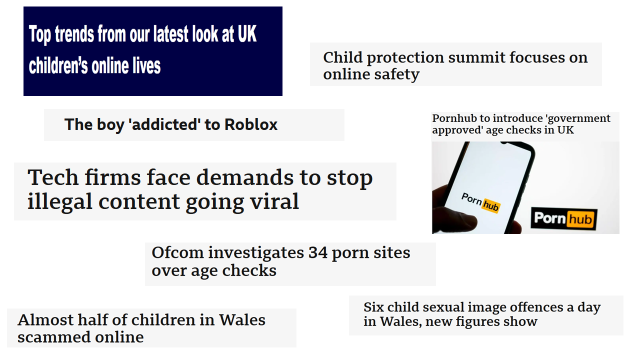 Top trends from our latest look at UK
children's online lives
Child protection summit focuses on
online safety
The boy 'addicted' to Roblox
Pornhub to introduce 'government
approved' age checks in UK
Porn hub
Porn hub
Tech firms face demands to stop
illegal content going viral
Ofcom investigates 34 porn sites
over age checks
Six child sexual image offences a day
in Wales, new figures show
Almost half of children in Wales
scammed online